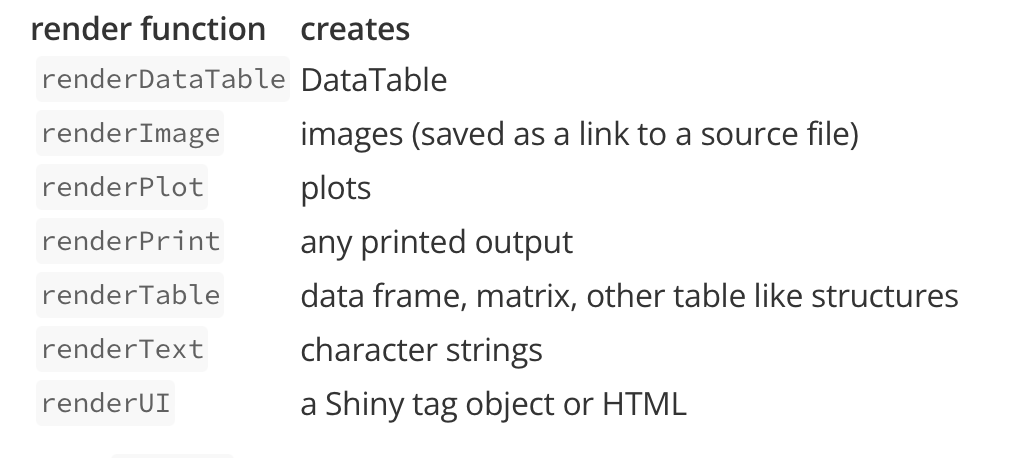 render function creates
renderDataTable DataTable
renderImage images (saved as a link to a source file)
renderPlot plots
renderPrint any printed output
renderTable data frame, matrix, other table like structures
renderText character strings
renderUI a Shiny tag object or HTML